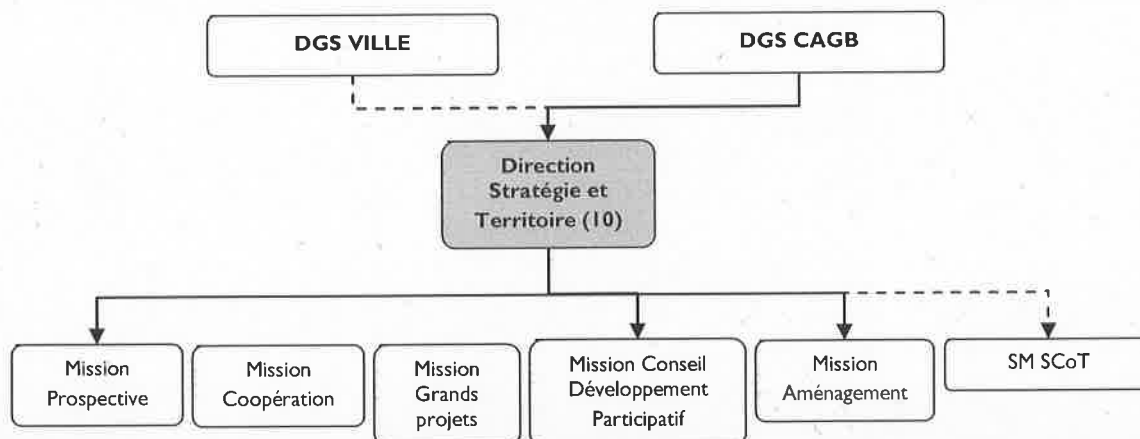 DGS VILLE
DGS CAGB
Direction
Stratégie et
Territoire (10)
Mission
Prospective
Mission
Coopération
Mission
Grands
projets
Mission Conseil
Développement
Participatif
Mission
Aménagement
SM SCoT